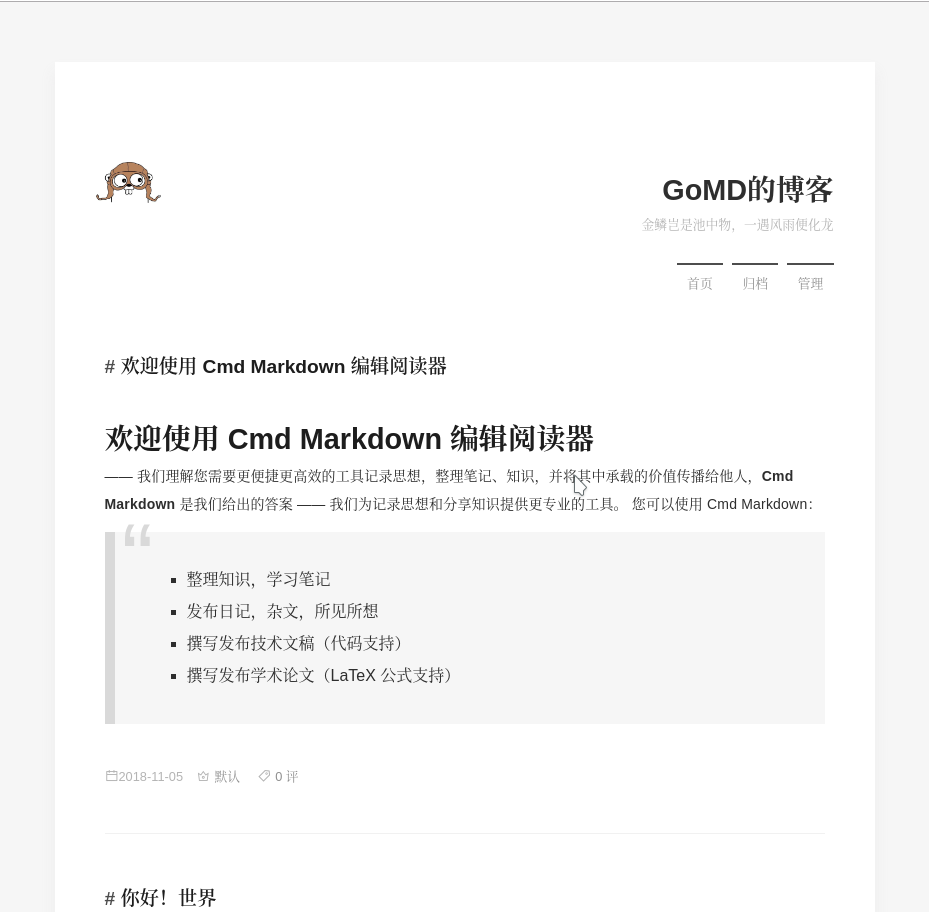 GoMD的博客
金鳞岂是池中物，一遇风雨便化龙
首页 归档 管理
# 欢迎使用 Cmd Markdown 编辑阅读器
欢迎使用 Cmd Markdown 编辑阅读器
—— 我们理解您需要更便捷更高效的工具记录思想，整理笔记、知识，并将其中承载的价值传播给他人，Cmd
Markdown 是我们给出的答案 —— 我们为记录思想和分享知识提供更专业的工具。 您可以使用 Cmd Markdown：
“
整理知识，学习笔记
发布日记，杂文，所见所想
撰写发布技术文稿（代码支持）
撰写发布学术论文（LaTeX 公式支持）
2018-11-05 默认 0 评
# 你好！世界